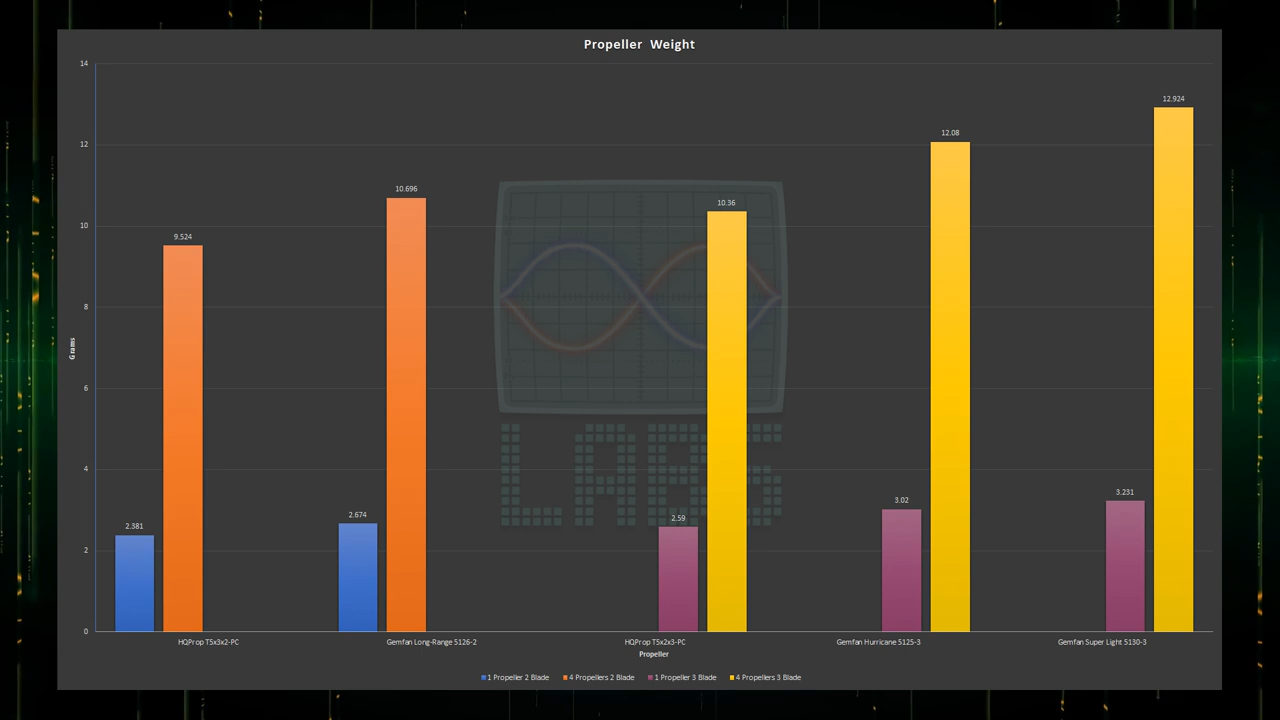 Propeller Weight
14
12.924
12.08
12
10.696
10.36
10
9.524
8
Grams
6
4
LABS
3.231
3.02
2.674
2.59
2.381
2
0
HQProp T5x3x2-PC
Gemfan Long-Range 5126-2
HQProp T5x2x3-PC
Gemfan Hurricane 5125-3
Gemfan Super Light 5130-3
Propeller
1 Propeller 2 Blade
4 Propellers 2 Blade
1 Propeller 3 Blade
4 Propellers 3 Blade